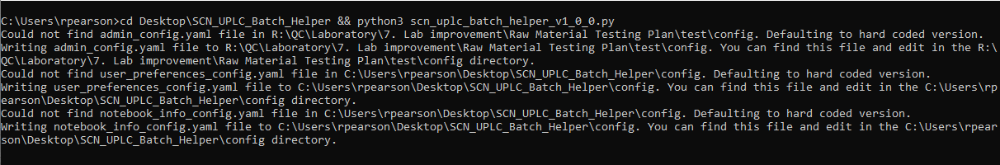 C:\Users\rpearson>cd Desktop\SCN_UPLC_Batch_Helper && python3 scn_uplc_batch_helper_v1_0_0.py
Could not find admin_config.yaml file in R:\QC\Laboratory\7. Lab improvement\Raw Material Testing Plan\test\config. Defaulting to hard coded version.
Writing admin_config.yaml file to R:\QC\Laboratory\7. Lab improvement\Raw Material Testing Plan\test\config. You can find this file and edit in the R:\
QC\Laboratory\7. Lab improvement\Raw Material Testing Plan\test\config directory.
Could not find user_preferences_config.yaml file in C:\Users\rpearson\Desktop\SCN_UPLC_Batch_Helper\config. Defaulting to hard coded version.
Writing user_preferences_config.yaml file to C:\Users\rpearson\Desktop\SCN_UPLC_Batch_Helper\config. You can find this file and edit in the C:\Users\rp
earson\Desktop\SCN_UPLC_Batch_Helper\config directory.
Could not find notebook_info_config.yaml file in C:\Users\rpearson\Desktop\SCN_UPLC_Batch_Helper\config. Defaulting to hard coded version.
Writing notebook_info_config.yaml file to C:\Users\rpearson\Desktop\SCN_UPLC_Batch_Helper\config. You can find this file and edit in the C:\Users\rpear
son\Desktop\SCN_UPLC_Batch_Helper\config directory.